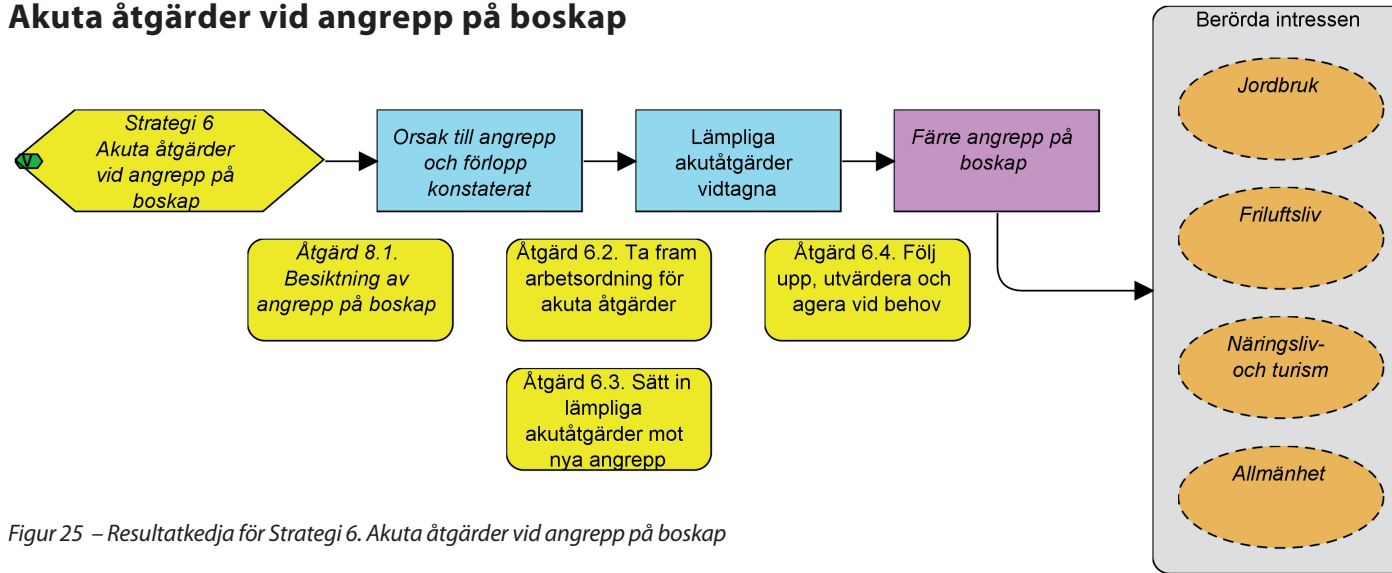 Akuta åtgärder vid angrepp på boskap
Strategi 6
Akuta åtgärder
vid angrepp på
boskap
V
Orsak till angrepp
och förlopp
konstaterat
Lämpliga
akutåtgärder
vidtagna
Färre angrepp på
boskap
Åtgärd 8.1.
Besiktning av
angrepp på boskap
Åtgärd 6.2. Ta fram
arbetsordning för
akuta åtgärder
Åtgärd 6.4. Följ
upp, utvärdera och
agera vid behov
Åtgärd 6.3. Sätt in
lämpliga
akutåtgärder mot
nya angrepp
Berörda intressen
Jordbruk
Friluftsliv
Näringsliv-
och turism
Allmänhet
Figur 25 – Resultatkedja för Strategi 6. Akuta åtgärder vid angrepp på boskap